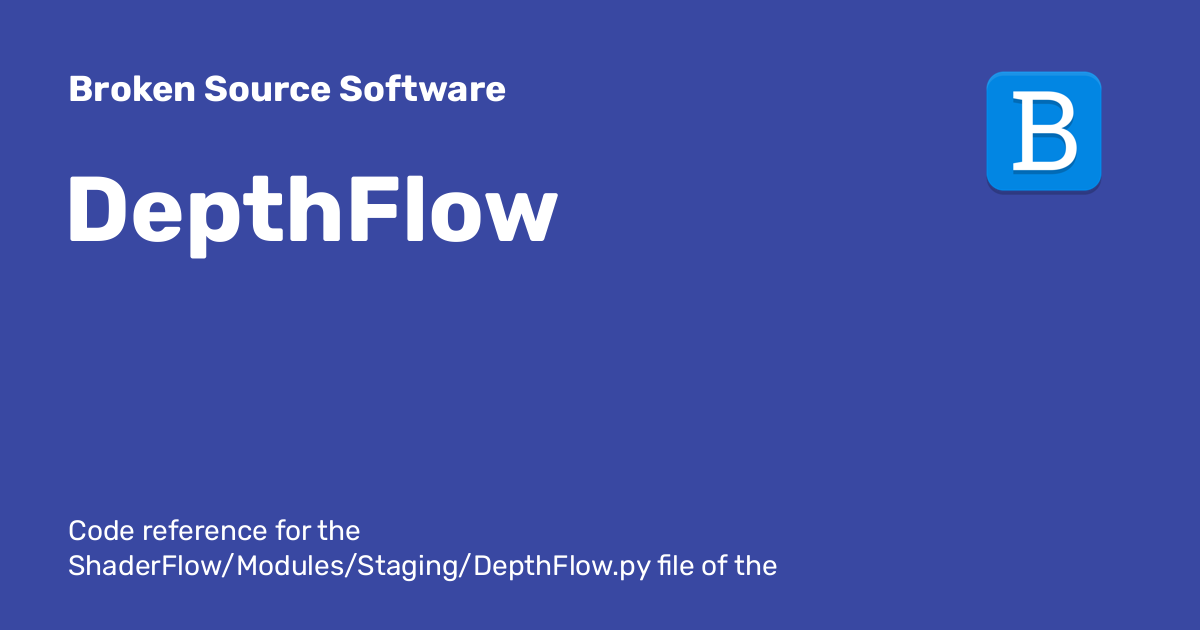 Broken Source Software
B
DepthFlow
Code reference for the
ShaderFlow/Modules/Staging/DepthFlow.py file of the